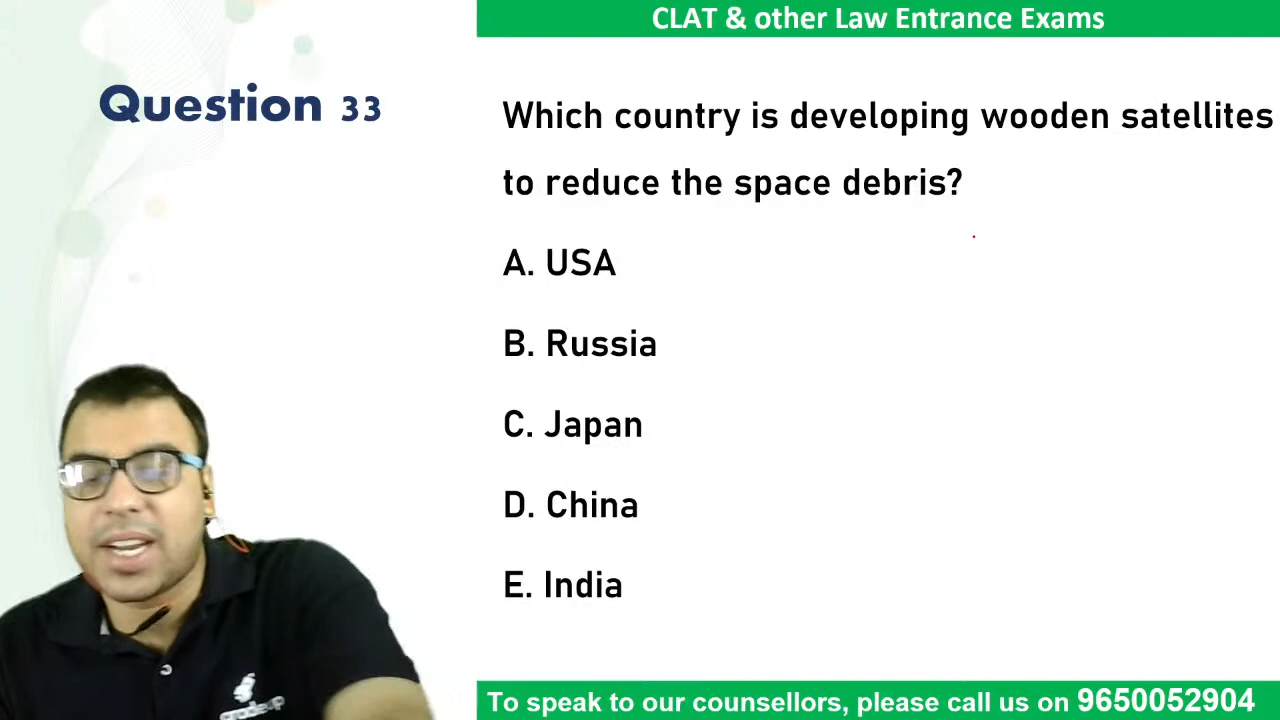 CLAT & other Law Entrance Exams
Question 33
Which country is developing wooden satellites
to reduce the space debris?
A. USA
B. Russia
C. Japan
D. China
E. India
gradeup
To speak to our counsellors, please call us on 9650052904